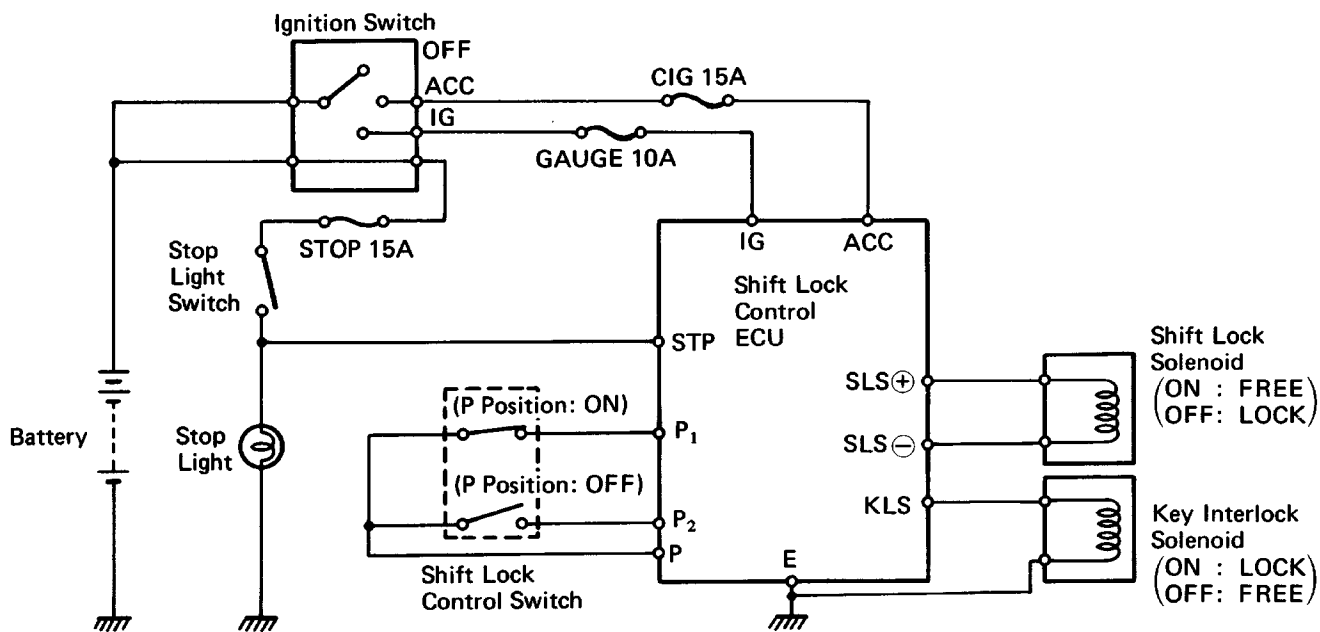 Ignition Switch
OFF
ACC
IG
CIG 15A
GAUGE 10A
STOP 15A
Stop
Light
Switch
IG
ACC
Shift Lock
Control
ECU
STP
Battery
Stop
Light
(P Position: ON)
P₁
(P Position: OFF)
P₂
P
Shift Lock
Control Switch
SLS⊕
SLS⊖
KLS
E
Shift Lock
Solenoid
(ON : FREE
OFF: LOCK)
Key Interlock
Solenoid
(ON : LOCK
OFF: FREE)